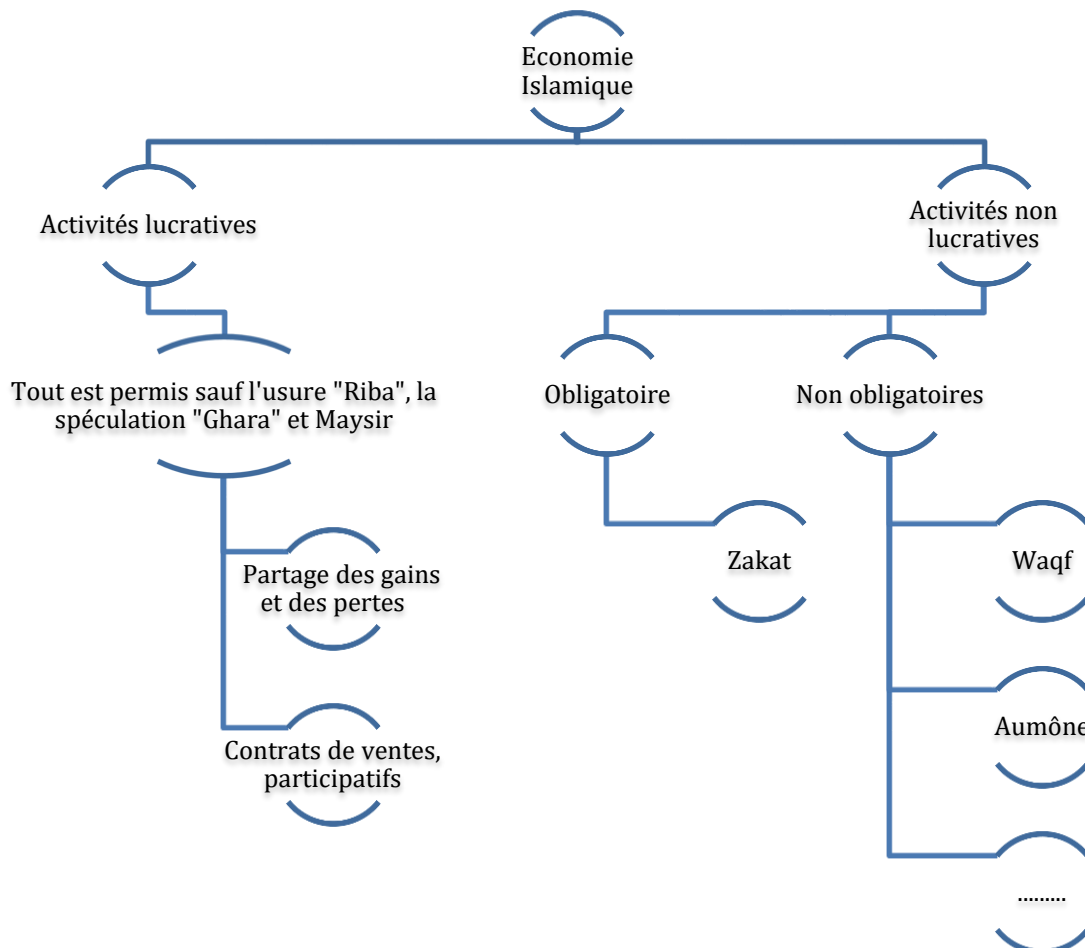 Economie
Islamique
Activités lucratives
Activités non
lucratives
Tout est permis sauf l'usure "Riba", la
spéculation "Ghara" et Maysir
Obligatoire
Non obligatoires
Partage des gains
et des pertes
Zakat
Waqf
Contrats de ventes,
participatifs
Aumône
.........